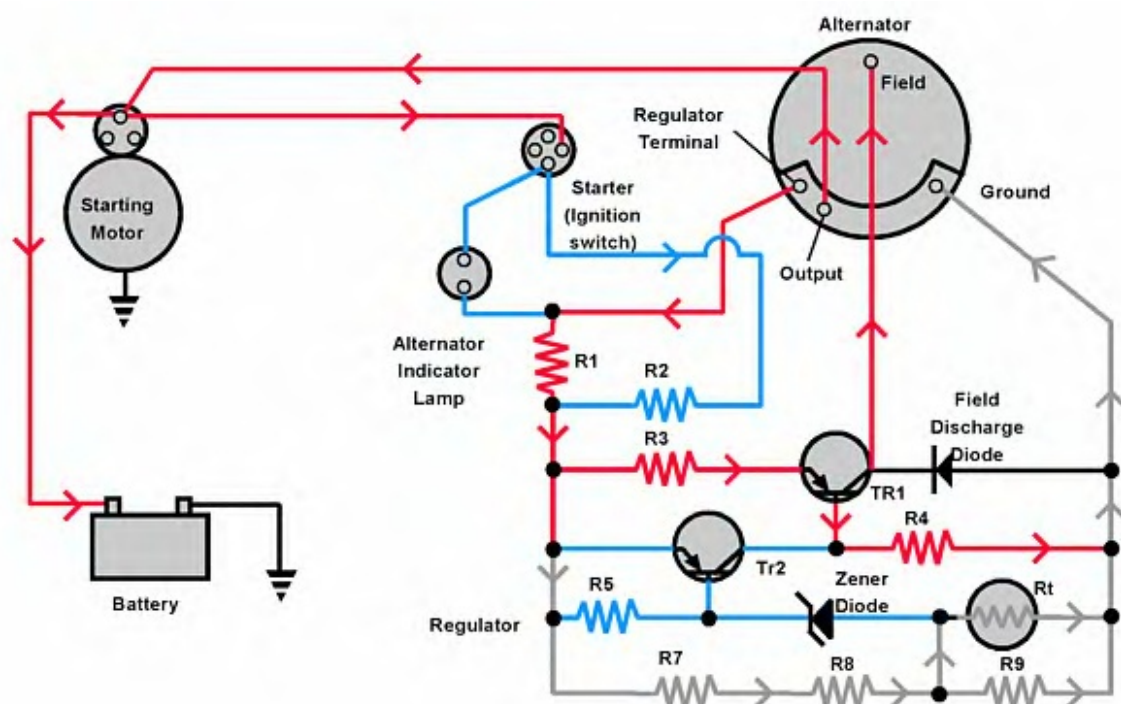 Alternator
Field
Regulator
Terminal
Ground
Output
Starting
Motor
Starter
(Ignition
switch)
Alternator
Indicator
Lamp
R1
R2
R3
Field
Discharge
Diode
TR1
R4
Tr2
Zener
Diode
Rt
R5
Battery
Regulator
R7
R8
R9